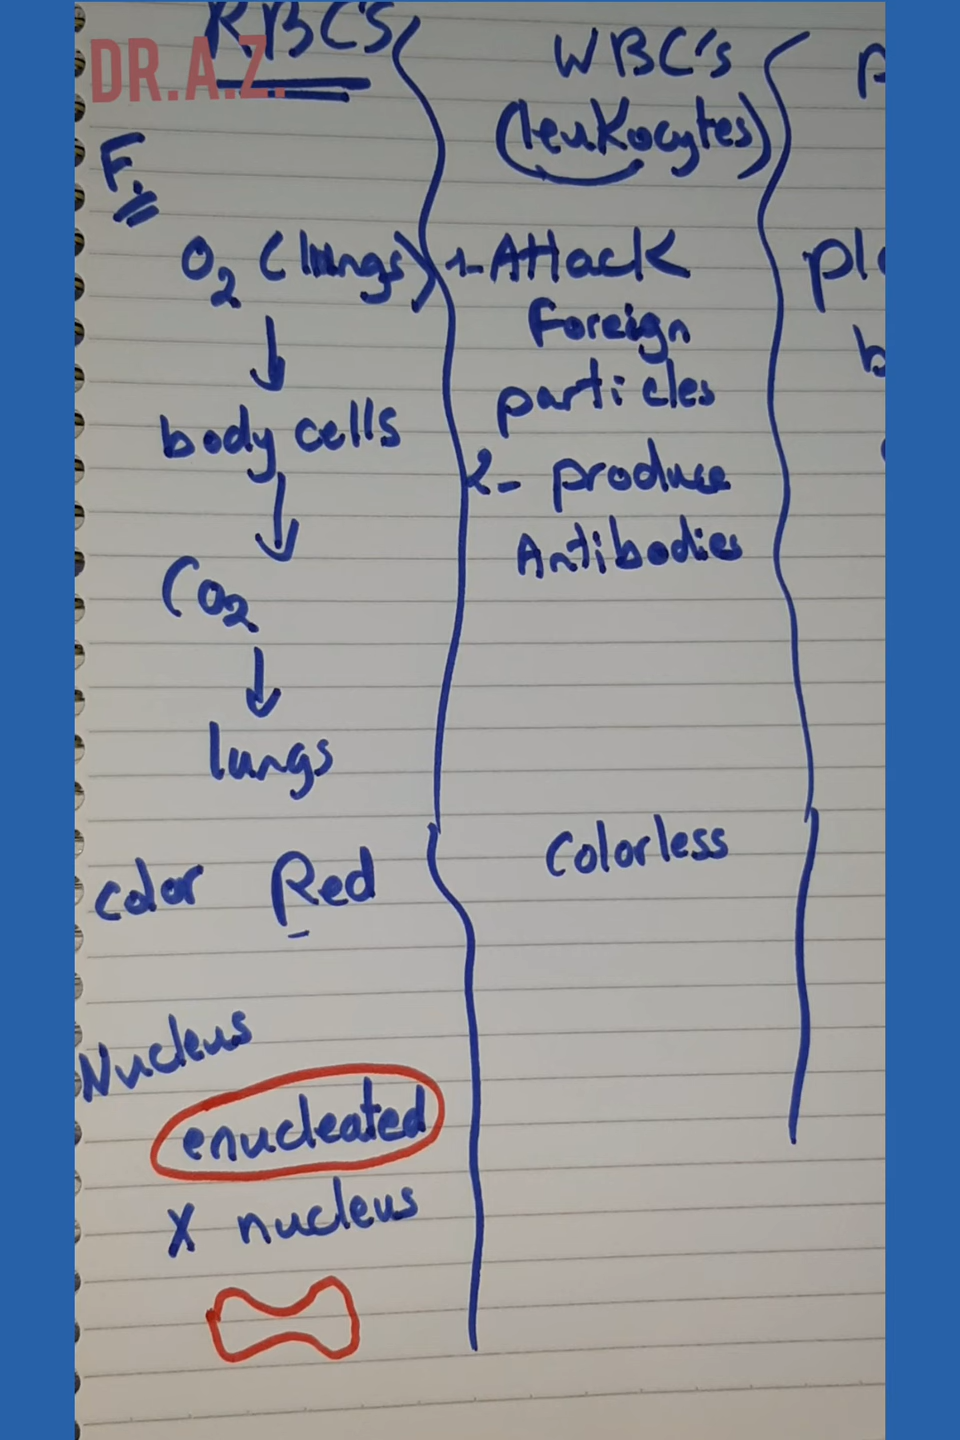 R.BC'S
DR.A.Z.
F.
O2 (lungs)
body cells
CO2
lungs
color Red
Nucleus
enucleated
X nucleus
WBC's
(leukocytes)
1- Attack
Foreign
particles
2- produce
Antibodies
Colorless